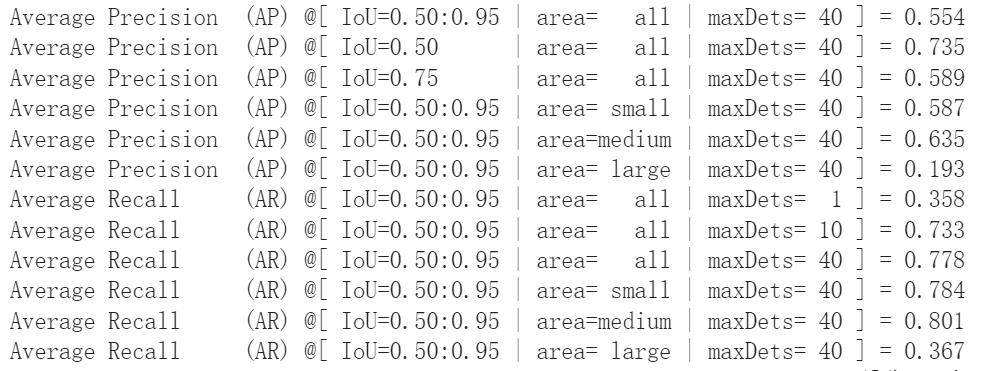 Average Precision  (AP) @[ IoU=0.50:0.95 | area=   all | maxDets= 40 ] = 0.554
Average Precision  (AP) @[ IoU=0.50      | area=   all | maxDets= 40 ] = 0.735
Average Precision  (AP) @[ IoU=0.75      | area=   all | maxDets= 40 ] = 0.589
Average Precision  (AP) @[ IoU=0.50:0.95 | area= small | maxDets= 40 ] = 0.587
Average Precision  (AP) @[ IoU=0.50:0.95 | area=medium | maxDets= 40 ] = 0.635
Average Precision  (AP) @[ IoU=0.50:0.95 | area= large | maxDets= 40 ] = 0.193
Average Recall     (AR) @[ IoU=0.50:0.95 | area=   all | maxDets=  1 ] = 0.358
Average Recall     (AR) @[ IoU=0.50:0.95 | area=   all | maxDets= 10 ] = 0.733
Average Recall     (AR) @[ IoU=0.50:0.95 | area=   all | maxDets= 40 ] = 0.778
Average Recall     (AR) @[ IoU=0.50:0.95 | area= small | maxDets= 40 ] = 0.784
Average Recall     (AR) @[ IoU=0.50:0.95 | area=medium | maxDets= 40 ] = 0.801
Average Recall     (AR) @[ IoU=0.50:0.95 | area= large | maxDets= 40 ] = 0.367